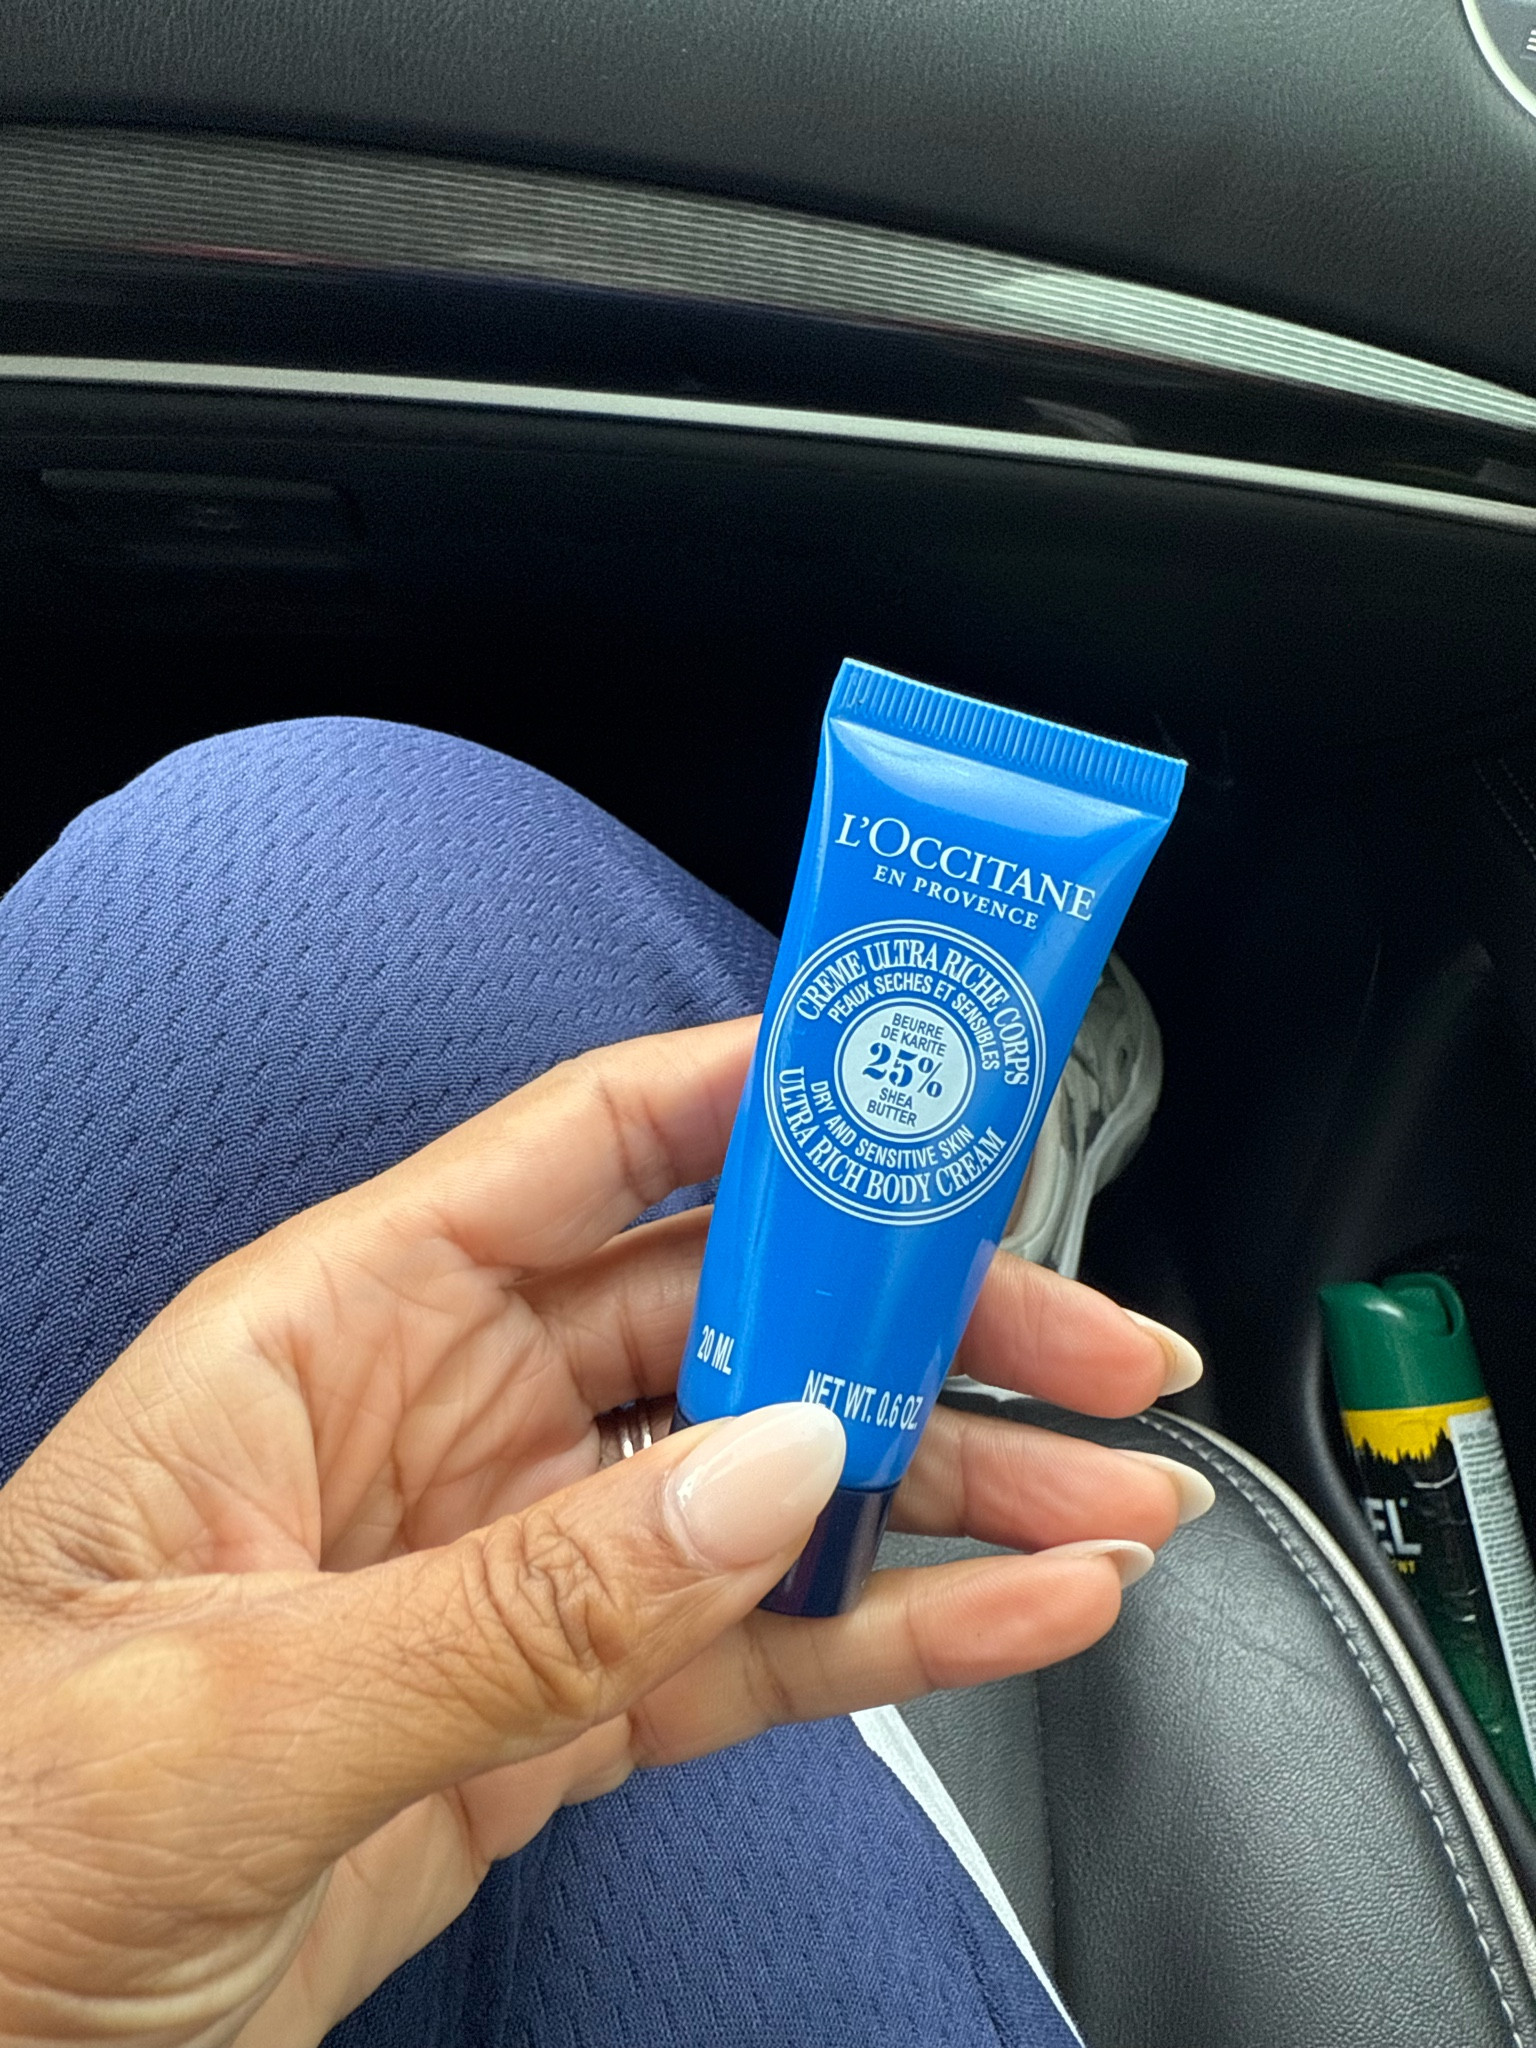 L'OCCITANE
EN PROVENCE
CREME ULTRA RICHE CORPS
PEAUX SECHES ET SENSIBLES
BEURRE
DE KARITE
25%
SHEA
BUTTER
DRY AND SENSITIVE SKIN
ULTRA RICH BODY CREAM
20 ML
NET WT. 0.6 OZ.